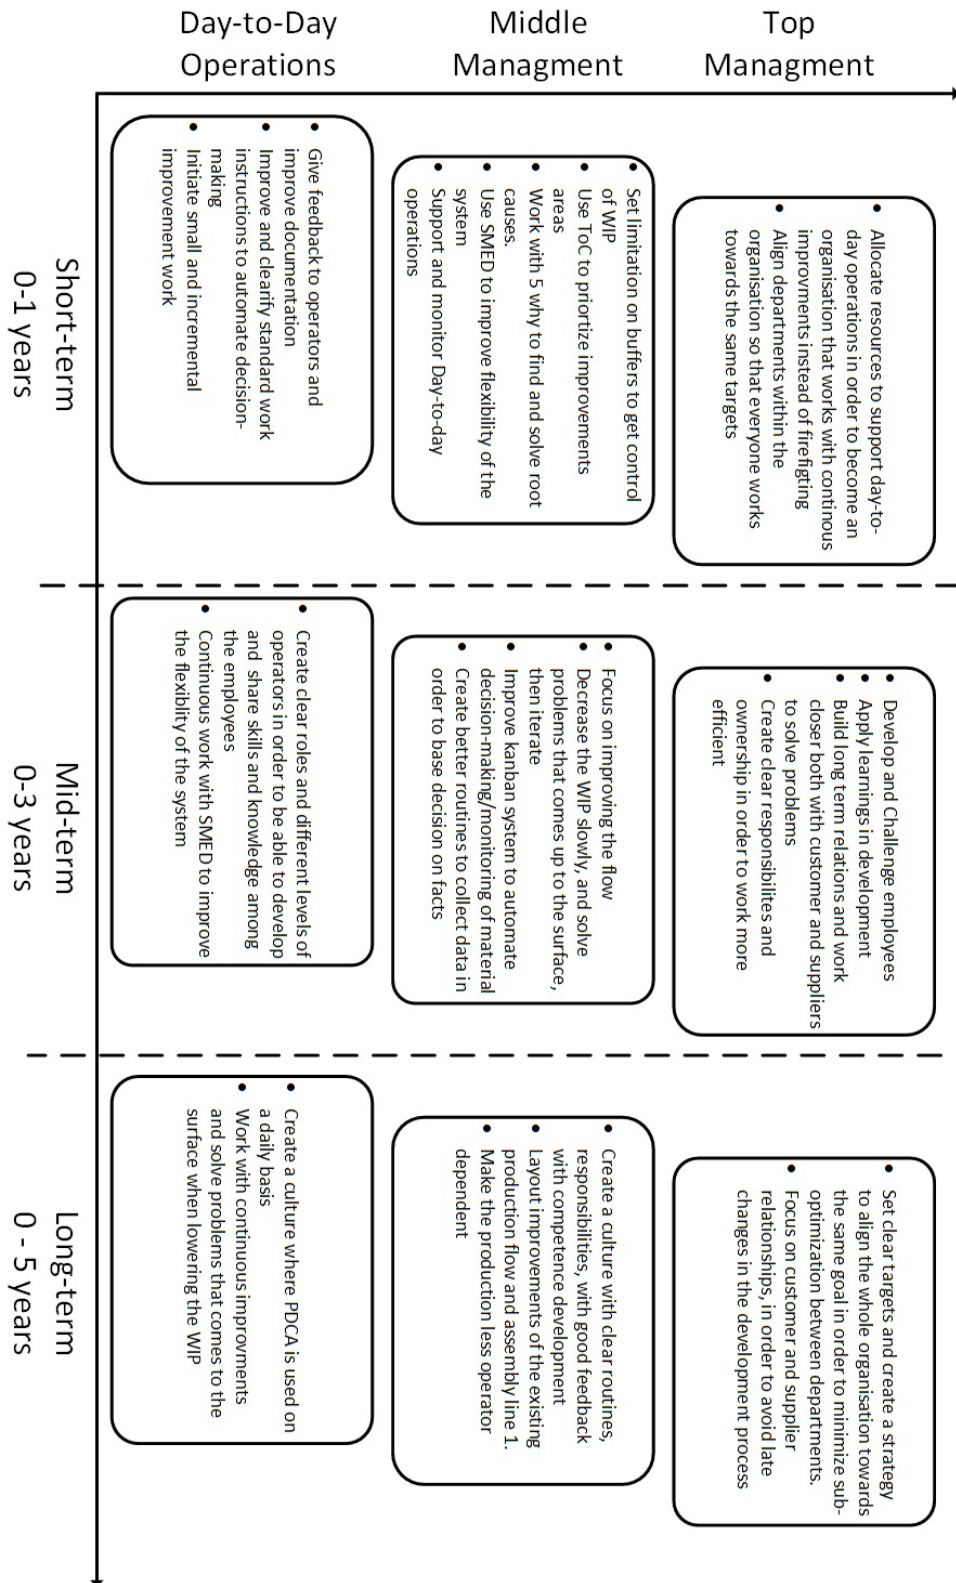 Top
Managment
• Allocate resources to support day-to-
day operations in order to become an
organisation that works with continous
improvments instead of firefigting
• Align departments within the
organisation so that everyone works
towards the same targets
• Develop and Challenge employees
• Apply learnings in development
• Build long term relations and work
closer both with customer and suppliers
to solve problems
• Create clear responsibilites and
ownership in order to work more
efficient
• Set clear targets and create a strategy
to align the whole organisation towards
the same goal in order to minimize sub-
optimization between departments.
• Focus on customer and supplier
relationships, in order to avoid late
changes in the development process
Middle
Managment
• Set limitation on buffers to get control
of WIP
• Use ToC to prioritize improvements
areas
• Work with 5 why to find and solve root
causes.
• Use SMED to improve flexibility of the
system
• Support and monitor Day-to-day
operations
• Focus on improving the flow
• Decrease the WIP slowly, and solve
problems that comes up to the surface,
then iterate
• Improve kanban system to automate
decision-making/monitoring of material
• Create better routines to collect data in
order to base decision on facts
• Create a culture with clear routines,
responsibilities, with good feedback
with competence development
• Layout improvements of the existing
production flow and assembly line 1.
• Make the production less operator
dependent
Day-to-Day
Operations
• Give feedback to operators and
improve documentation
• Improve and clearify standard work
instructions to automate decision-
making
• Initiate small and incremental
improvement work
• Create clear roles and different levels of
operators in order to be able to develop
and share skills and knowledge among
the employees
• Continuous work with SMED to improve
the flexiblity of the system
• Create a culture where PDCA is used on
a daily basis
• Work with continuous improvments
and solve problems that comes to the
surface when lowering the WIP
Short-term
0-1 years
Mid-term
0-3 years
Long-term
0 - 5 years